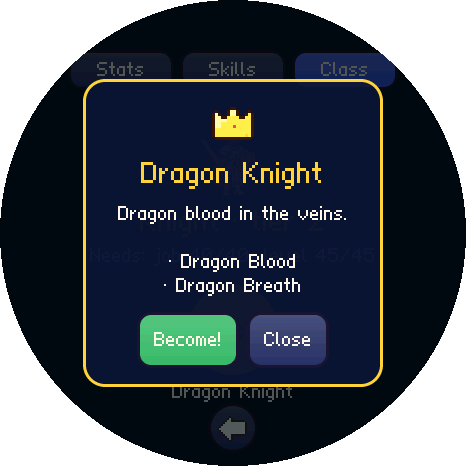 Stats Skills Class
Dragon Knight
Dragon blood in the veins.
· Dragon Blood
· Dragon Breath
Become! Close
Dragon Knight